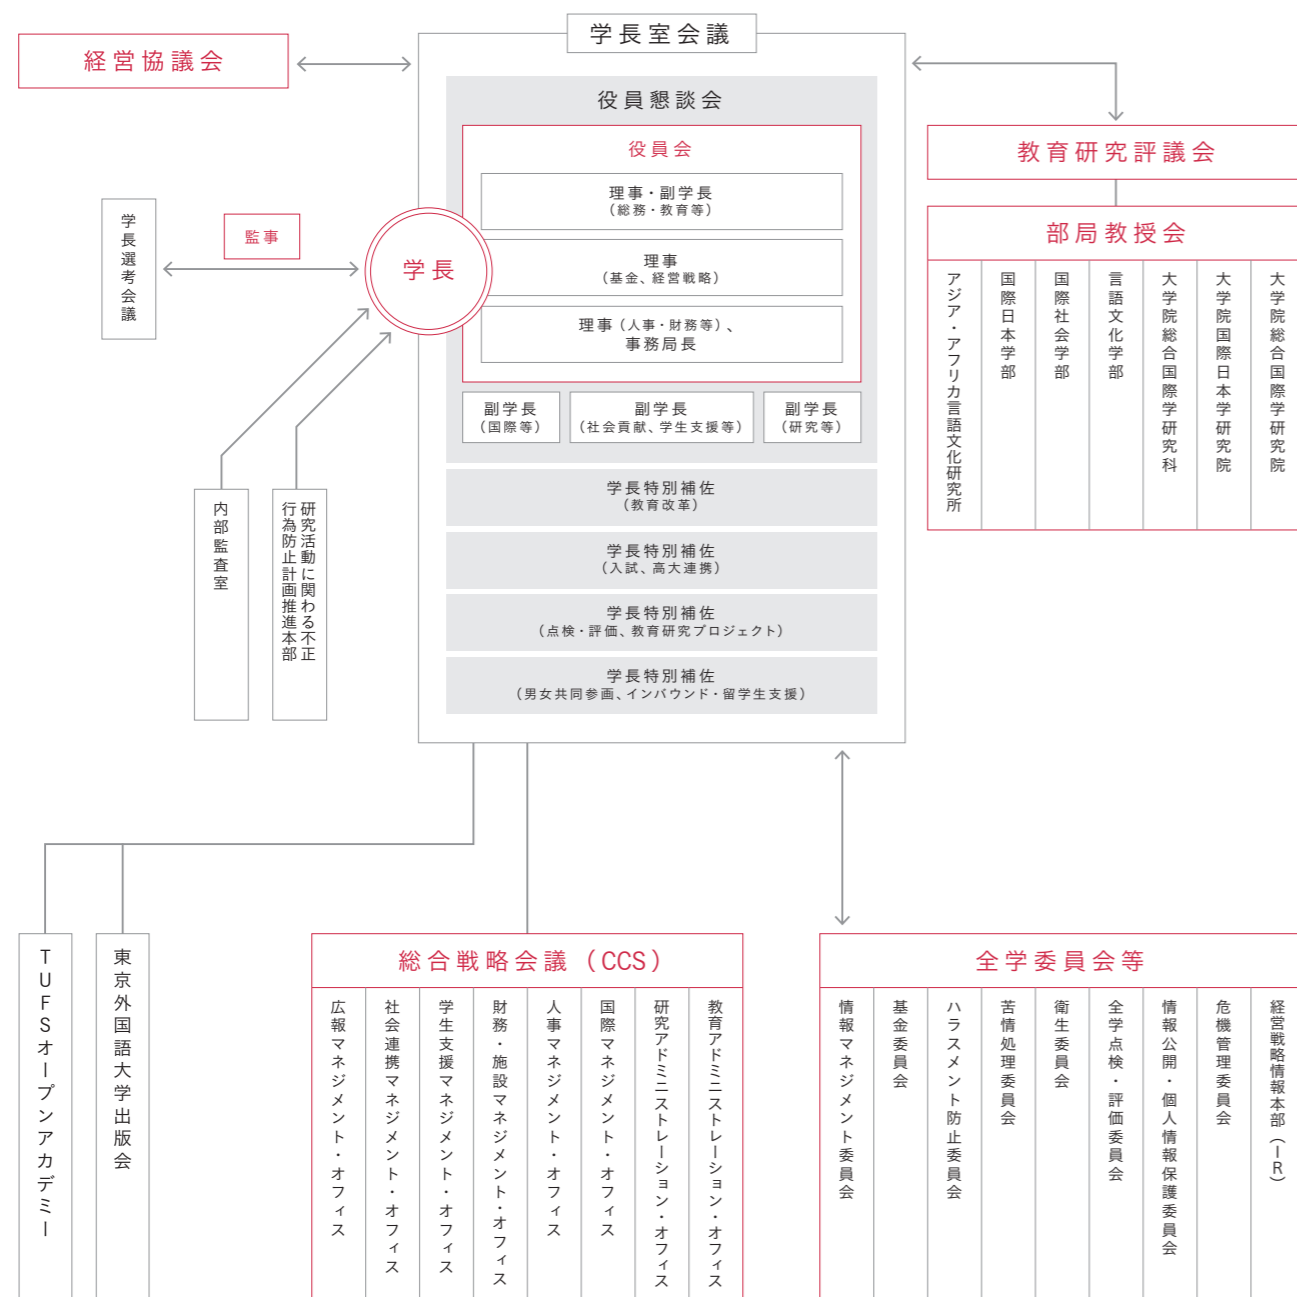 学長室会議
経営協議会
役員懇談会
役員会
理事・副学長
（総務・教育等）
理事
（基金、経営戦略）
理事（人事・財務等）、
事務局長
学長
監事
学長選考会議
副学長
（国際等）
副学長
（社会貢献、学生支援等）
副学長
（研究等）
学長特別補佐
（教育改革）
学長特別補佐
（入試、高大連携）
学長特別補佐
（点検・評価、教育研究プロジェクト）
学長特別補佐
（男女共同参画、インバウンド・留学生支援）
内部監査室
研究活動に関わる不正
行為防止計画推進本部
教育研究評議会
部局教授会
大学院総合国際学研究院
大学院国際日本学研究院
大学院総合国際学研究科
言語文化学部
国際社会学部
国際日本学部
アジア・アフリカ言語文化研究所
TUFSオープンアカデミー
東京外国語大学出版会
総合戦略会議（CCS）
教育アドミニストレーション・オフィス
研究アドミニストレーション・オフィス
国際マネジメント・オフィス
人事マネジメント・オフィス
財務・施設マネジメント・オフィス
学生支援マネジメント・オフィス
社会連携マネジメント・オフィス
広報マネジメント・オフィス
全学委員会等
経営戦略情報本部（IR）
危機管理委員会
情報公開・個人情報保護委員会
全学点検・評価委員会
衛生委員会
苦情処理委員会
ハラスメント防止委員会
基金委員会
情報マネジメント委員会